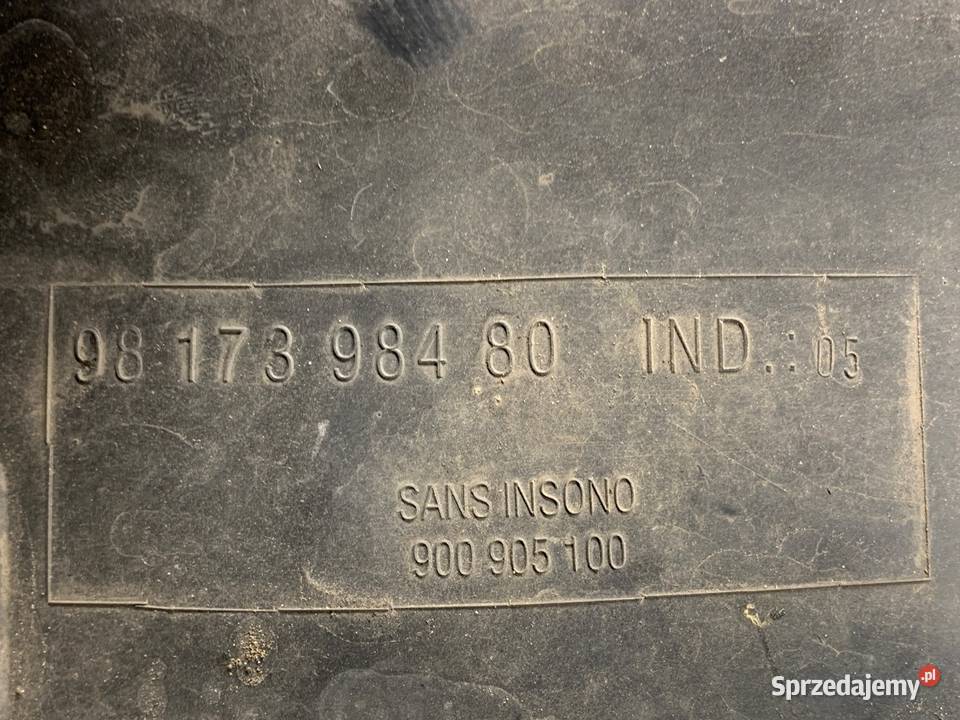 98 173 984 80 IND.: 05
SANS INSONO
900 905 100
Sprzedajemy.pl